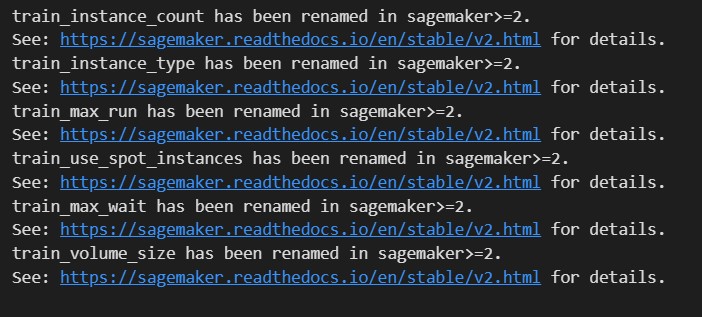 train_instance_count has been renamed in sagemaker>=2.
See: https://sagemaker.readthedocs.io/en/stable/v2.html for details.
train_instance_type has been renamed in sagemaker>=2.
See: https://sagemaker.readthedocs.io/en/stable/v2.html for details.
train_max_run has been renamed in sagemaker>=2.
See: https://sagemaker.readthedocs.io/en/stable/v2.html for details.
train_use_spot_instances has been renamed in sagemaker>=2.
See: https://sagemaker.readthedocs.io/en/stable/v2.html for details.
train_max_wait has been renamed in sagemaker>=2.
See: https://sagemaker.readthedocs.io/en/stable/v2.html for details.
train_volume_size has been renamed in sagemaker>=2.
See: https://sagemaker.readthedocs.io/en/stable/v2.html for details.